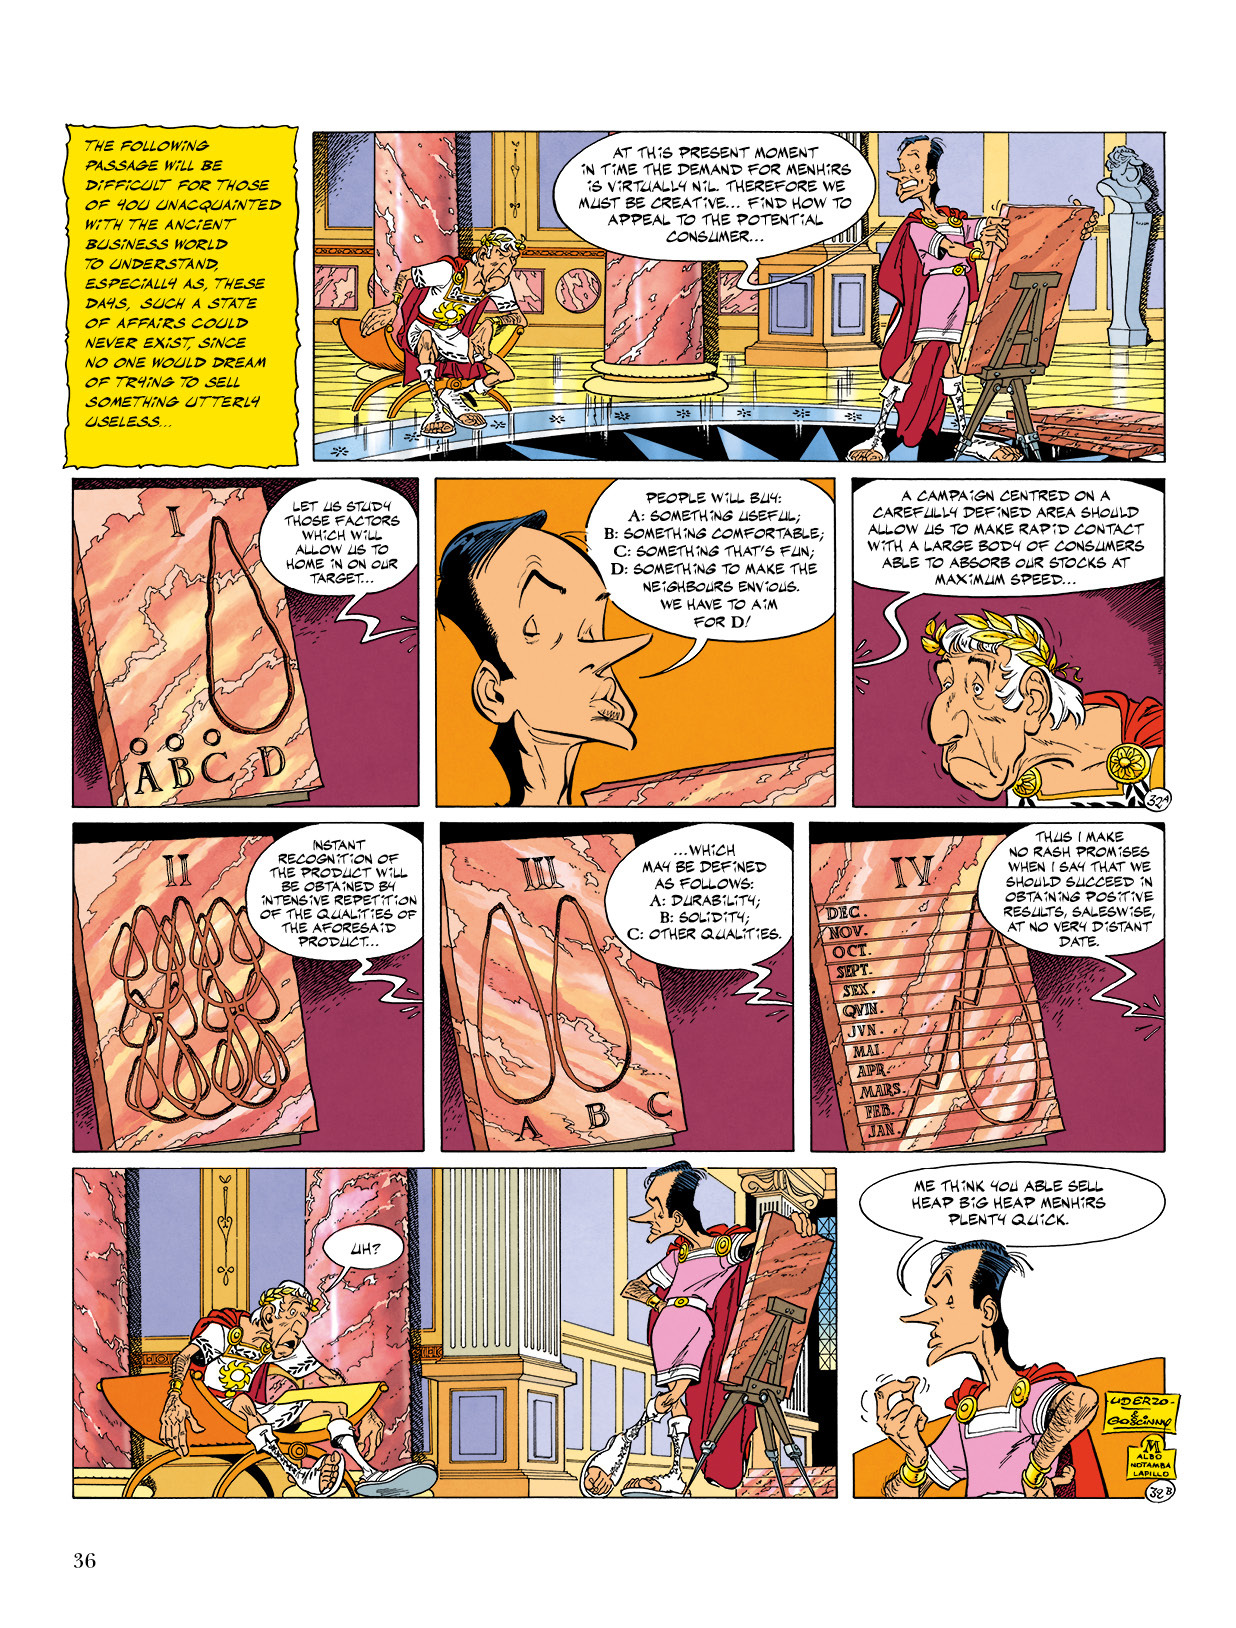 THE FOLLOWING
PASSAGE WILL BE
DIFFICULT FOR THOSE
OF YOU UNACQUAINTED
WITH THE ANCIENT
BUSINESS WORLD
TO UNDERSTAND,
ESPECIALLY AS, THESE
DAYS, SUCH A STATE
OF AFFAIRS COULD
NEVER EXIST, SINCE
NO ONE WOULD DREAM
OF TRYING TO SELL
SOMETHING UTTERLY
USELESS...
AT THIS PRESENT MOMENT
IN TIME THE DEMAND FOR MENHIRS
IS VIRTUALLY NIL. THEREFORE WE
MUST BE CREATIVE... FIND HOW TO
APPEAL TO THE POTENTIAL
CONSUMER...
I
A B C D
LET US STUDY
THOSE FACTORS
WHICH WILL
ALLOW US TO
HOME IN ON OUR
TARGET...
PEOPLE WILL BUY:
A: SOMETHING USEFUL;
B: SOMETHING COMFORTABLE;
C: SOMETHING THAT'S FUN;
D: SOMETHING TO MAKE THE
NEIGHBOURS ENVIOUS.
WE HAVE TO AIM
FOR D!
A CAMPAIGN CENTRED ON A
CAREFULLY DEFINED AREA SHOULD
ALLOW US TO MAKE RAPID CONTACT
WITH A LARGE BODY OF CONSUMERS
ABLE TO ABSORB OUR STOCKS AT
MAXIMUM SPEED...
32A
II
INSTANT
RECOGNITION OF
THE PRODUCT WILL
BE OBTAINED BY
INTENSIVE REPETITION
OF THE QUALITIES OF
THE AFORESAID
PRODUCT...
III
A B C
...WHICH
MAY BE DEFINED
AS FOLLOWS:
A: DURABILITY;
B: SOLIDITY;
C: OTHER QUALITIES.
IV
DEC.
NOV.
OCT.
SEPT.
SEX.
QVIN.
JVN.
MAI.
APR.
MARS.
FEB.
JAN.
THUS I MAKE
NO RASH PROMISES
WHEN I SAY THAT WE
SHOULD SUCCEED IN
OBTAINING POSITIVE
RESULTS, SALESWISE,
AT NO VERY DISTANT
DATE.
UH?
ME THINK YOU ABLE SELL
HEAP BIG HEAP MENHIRS
PLENTY QUICK.
UDERZO
&
GOSCINNY
M
ALBO
NOTAMBA
LAPILLO
32B
36